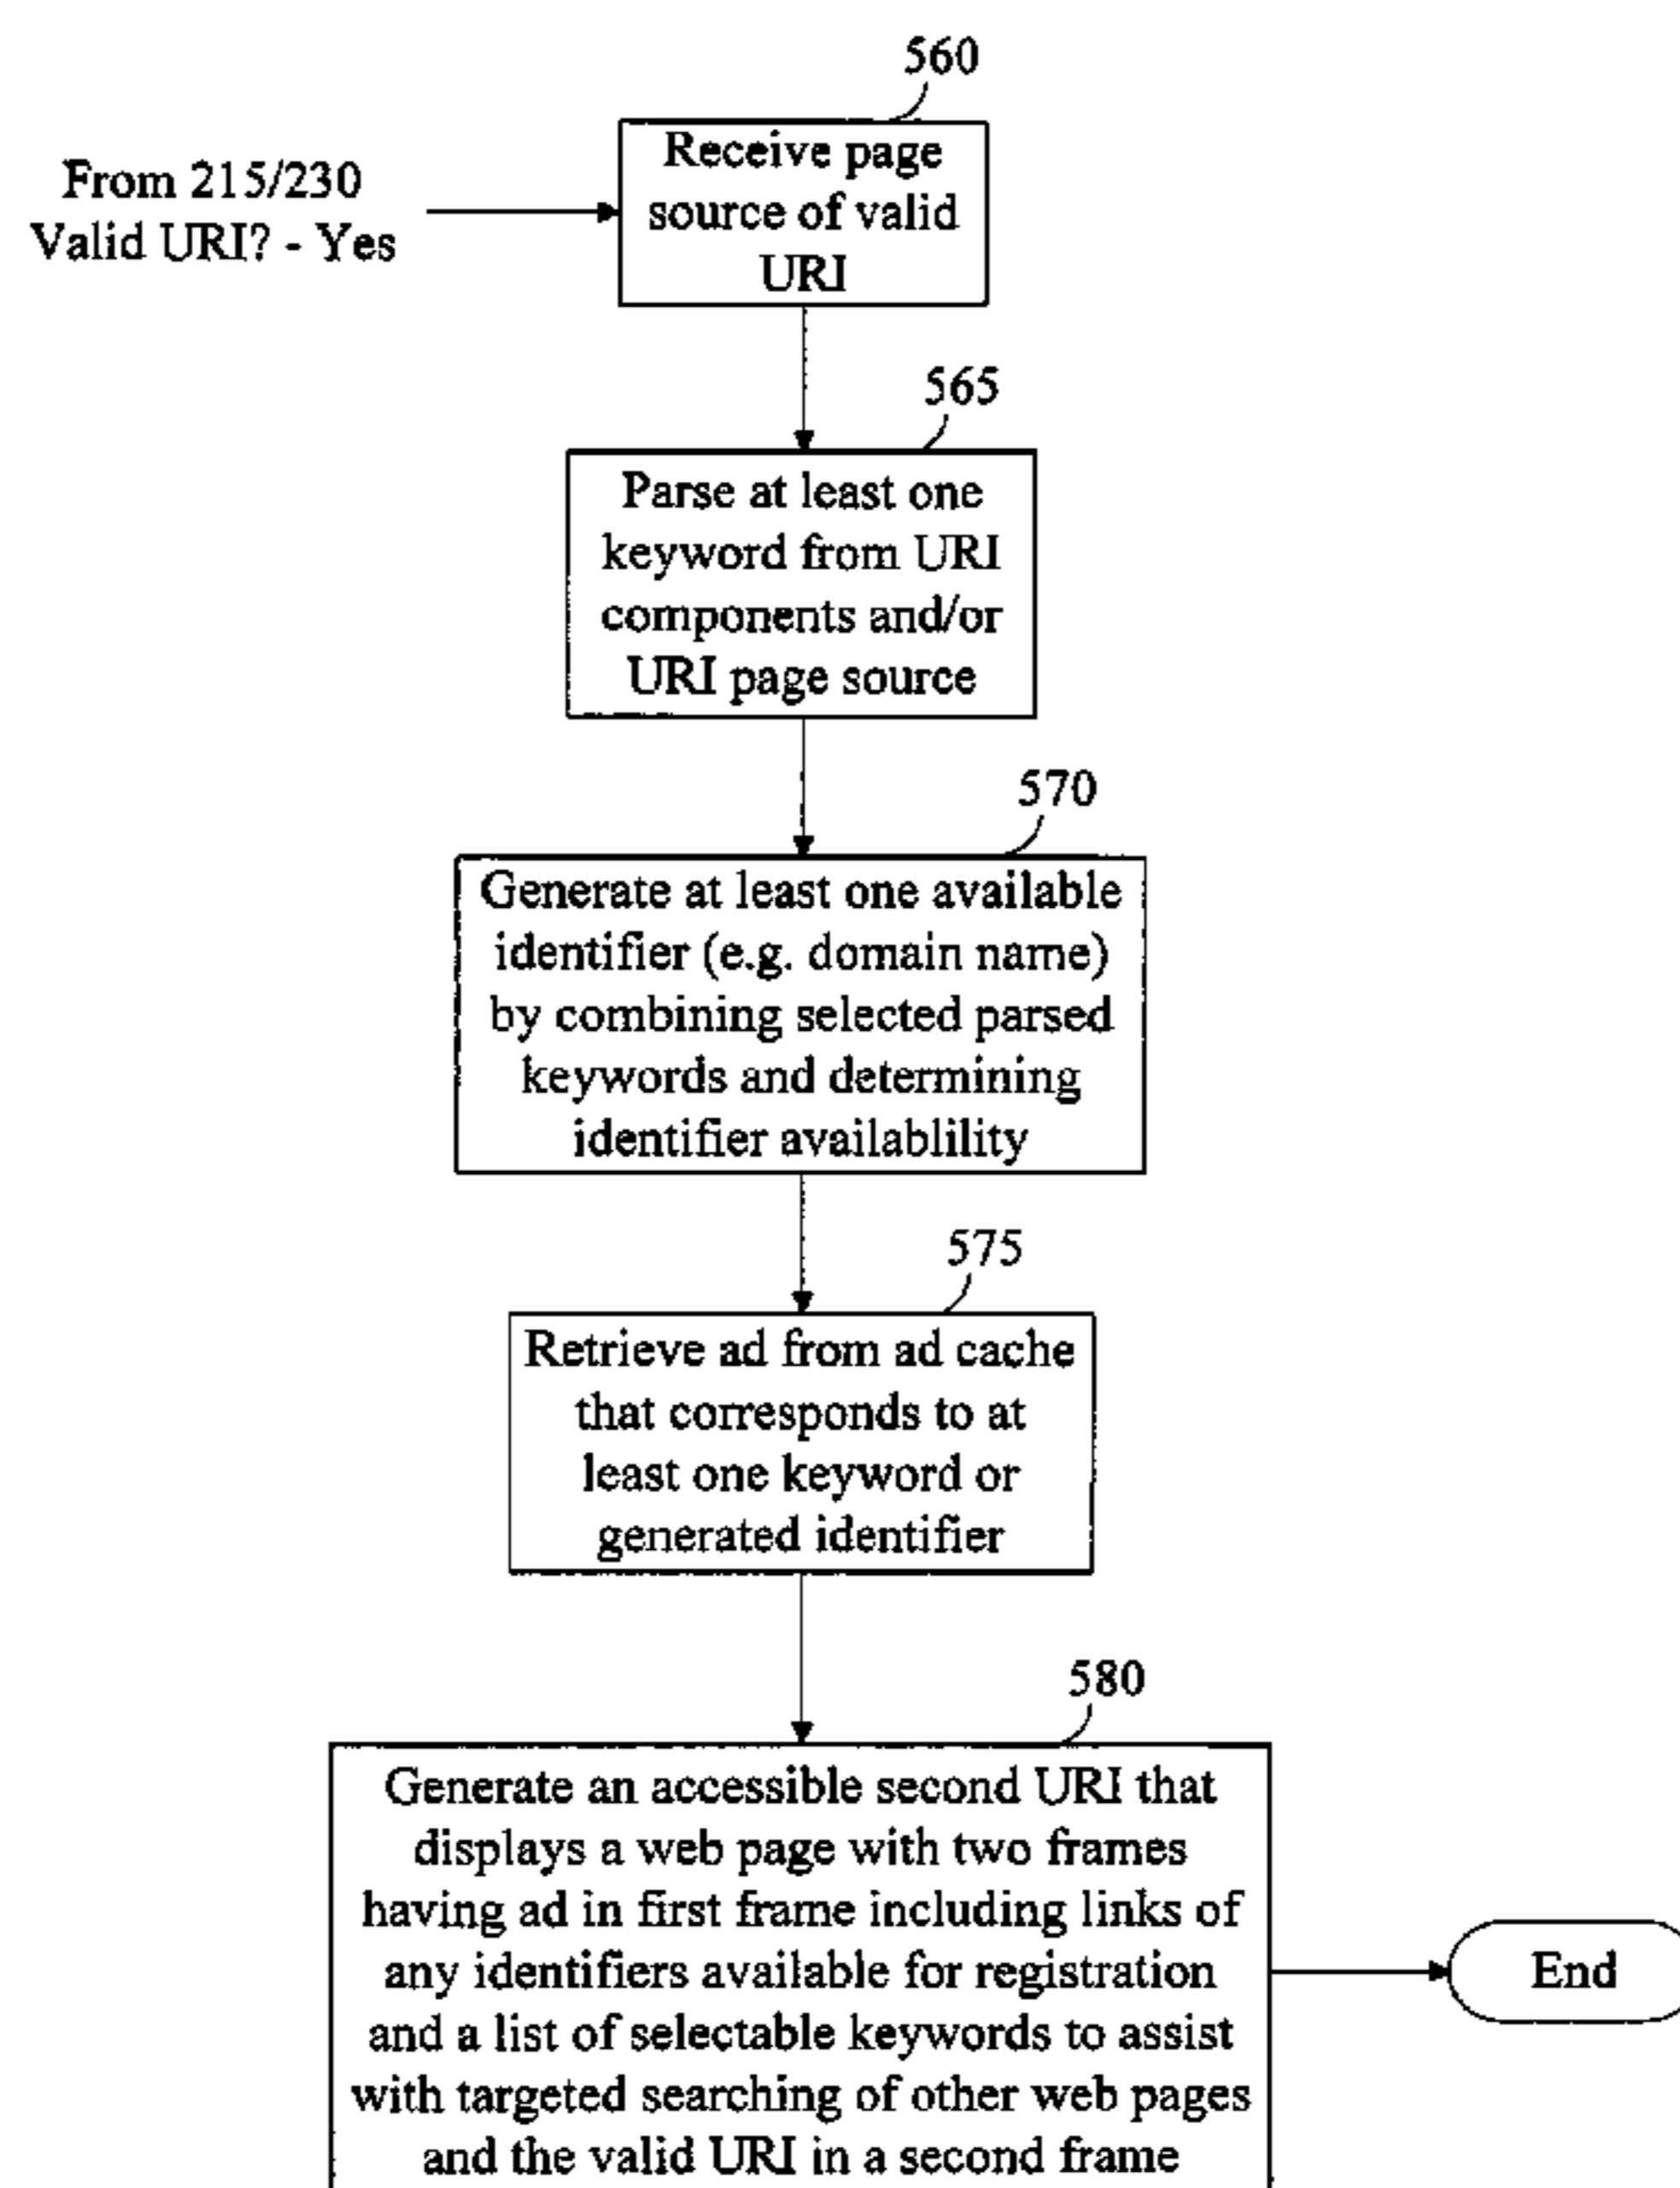 560
From 215/230
Valid URI? - Yes
Receive page
source of valid
URI
565
Parse at least one
keyword from URI
components and/or
URI page source
570
Generate at least one available
identifier (e.g. domain name)
by combining selected parsed
keywords and determining
identifier availablility
575
Retrieve ad from ad cache
that corresponds to at
least one keyword or
generated identifier
580
Generate an accessible second URI that
displays a web page with two frames
having ad in first frame including links of
any identifiers available for registration
and a list of selectable keywords to assist
with targeted searching of other web pages
and the valid URI in a second frame
End